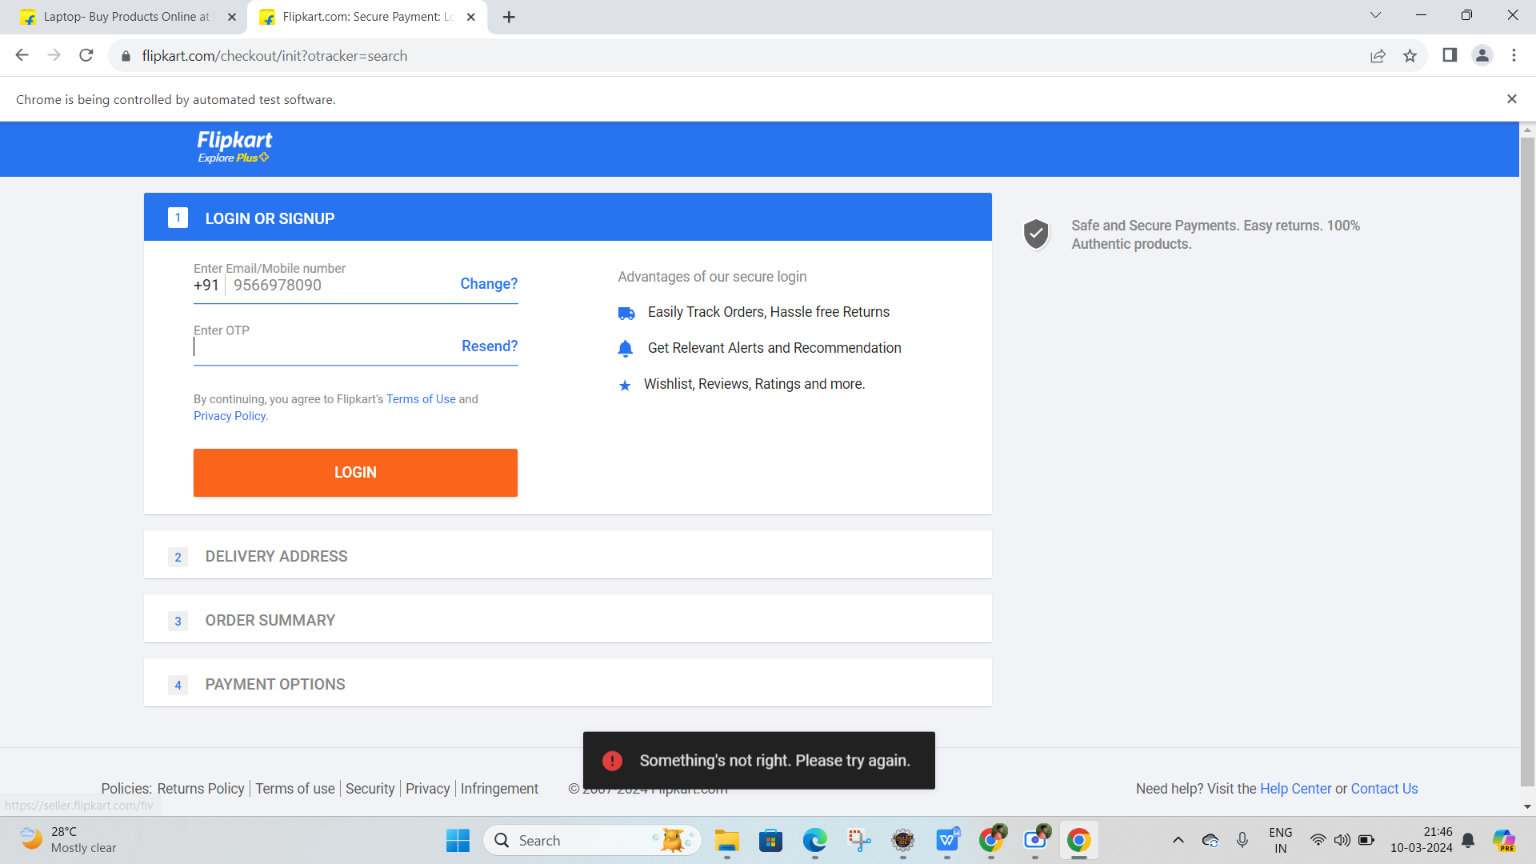 Laptop- Buy Products Online at
Flipkart.com: Secure Payment: Lo
flipkart.com/checkout/init?otracker=search
Chrome is being controlled by automated test software.
Flipkart
Explore Plus
1 LOGIN OR SIGNUP
Enter Email/Mobile number
+91 9566978090 Change?
Enter OTP
Resend?
By continuing, you agree to Flipkart's Terms of Use and
Privacy Policy.
LOGIN
Advantages of our secure login
Easily Track Orders, Hassle free Returns
Get Relevant Alerts and Recommendation
Wishlist, Reviews, Ratings and more.
Safe and Secure Payments. Easy returns. 100%
Authentic products.
2 DELIVERY ADDRESS
3 ORDER SUMMARY
4 PAYMENT OPTIONS
Something's not right. Please try again.
Policies: Returns Policy Terms of use Security Privacy Infringement © 2007-2024 Flipkart.com Need help? Visit the Help Center or Contact Us
https://seller.flipkart.com/fiv
28°C
Mostly clear
Search
ENG
IN
21:46
10-03-2024
PRE